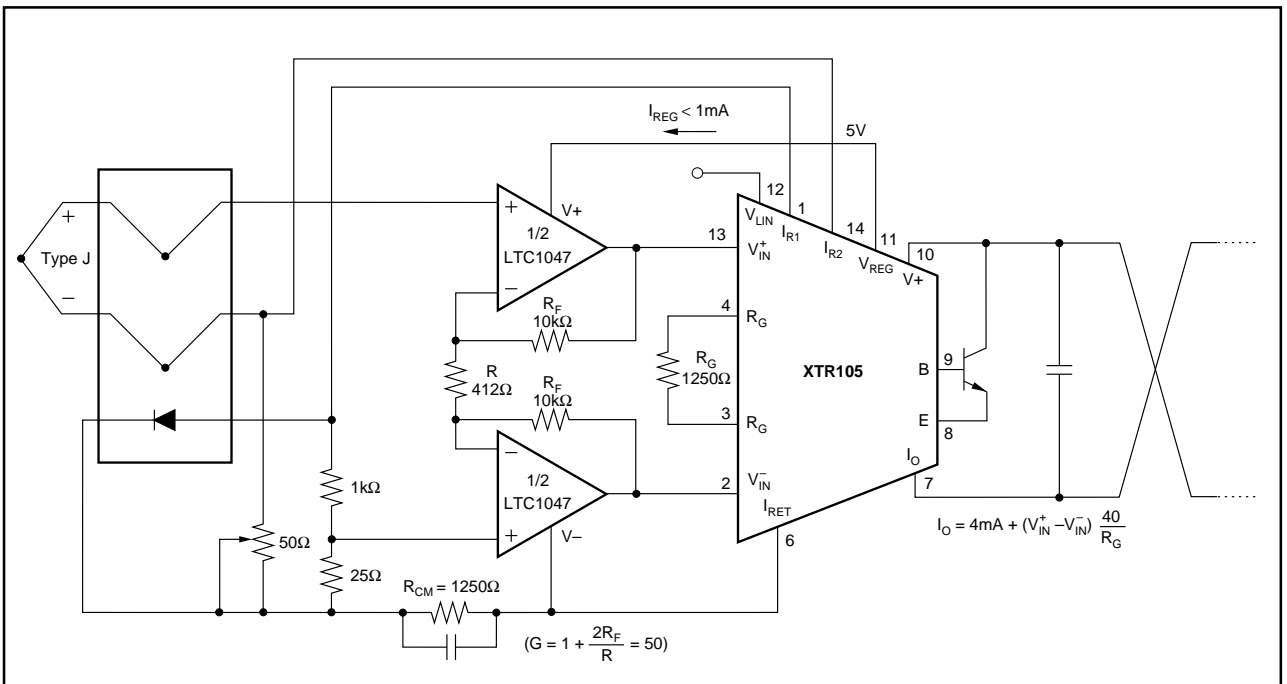 I_REG < 1mA
5V
12
1
14
11
10
V_LIN
I_R1
I_R2
V_REG
V+
+
Type J
−
+
V+
1/2
LTC1047
−
13
V_IN^+
R_F
10kΩ
4
R_G
R
412Ω
R_G
1250Ω
XTR105
B
9
R_F
10kΩ
3
R_G
E
8
1kΩ
−
1/2
LTC1047
+
V−
2
V_IN^−
I_RET
6
I_O
7
50Ω
25Ω
R_CM = 1250Ω
I_O = 4mA + (V_IN^+ – V_IN^−) 40/R_G
(G = 1 + 2R_F/R = 50)